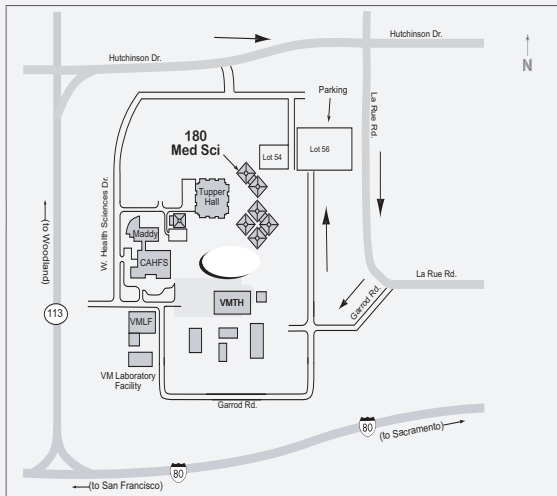 Hutchinson Dr.
Hutchinson Dr.
N
Parking
La Rue Rd.
180
Med Sci
Lot 54
Lot 56
W. Health Sciences Dr.
Tupper
Hall
Maddy
(to Woodland)
CAHFS
La Rue Rd.
Garrod Rd.
VMTH
113
VMLF
VM Laboratory
Facility
Garrod Rd.
80
(to Sacramento)
80
(to San Francisco)